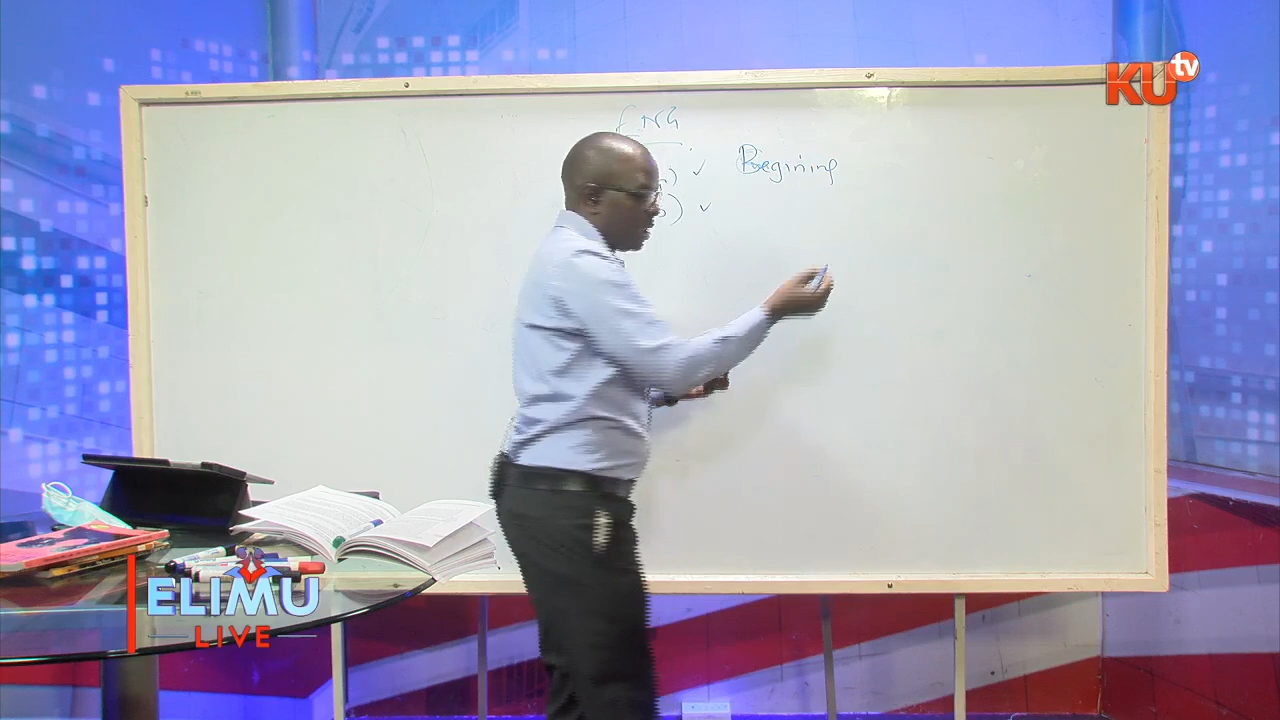 KU tv
ENG
✓ Begining
) ✓
ELIMU
LIVE